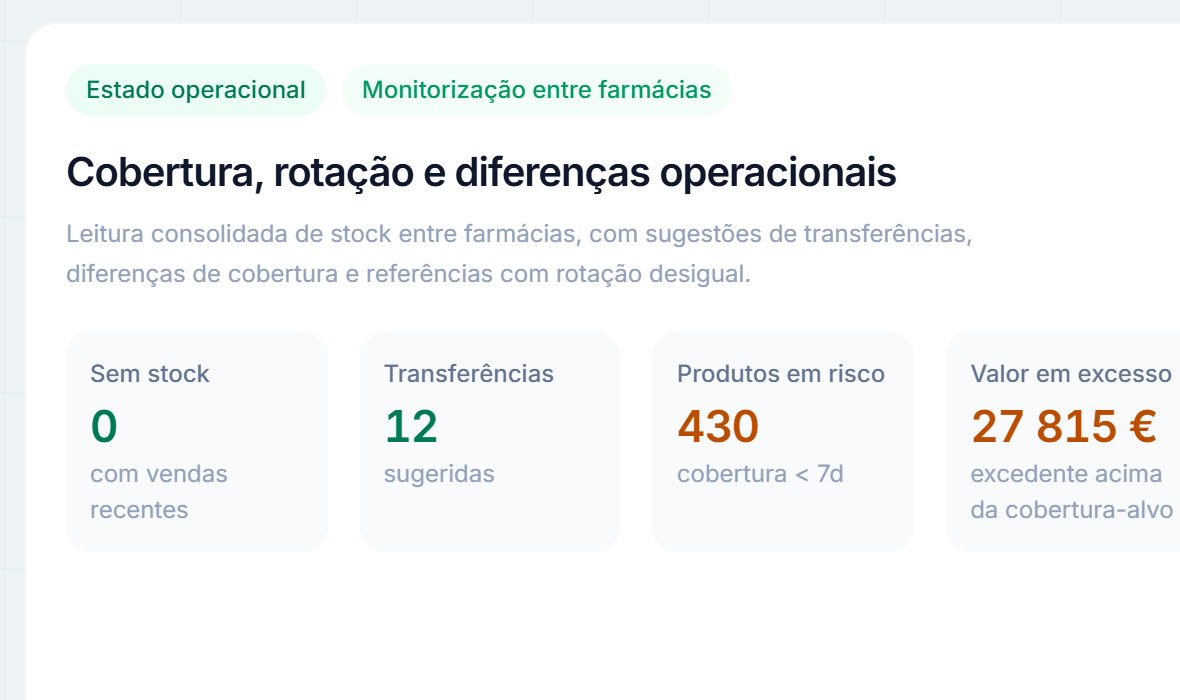 Estado operacional
Monitorização entre farmácias
Cobertura, rotação e diferenças operacionais
Leitura consolidada de stock entre farmácias, com sugestões de transferências,
diferenças de cobertura e referências com rotação desigual.
Sem stock
0
com vendas
recentes
Transferências
12
sugeridas
Produtos em risco
430
cobertura < 7d
Valor em excesso
27 815 €
excedente acima
da cobertura-alvo